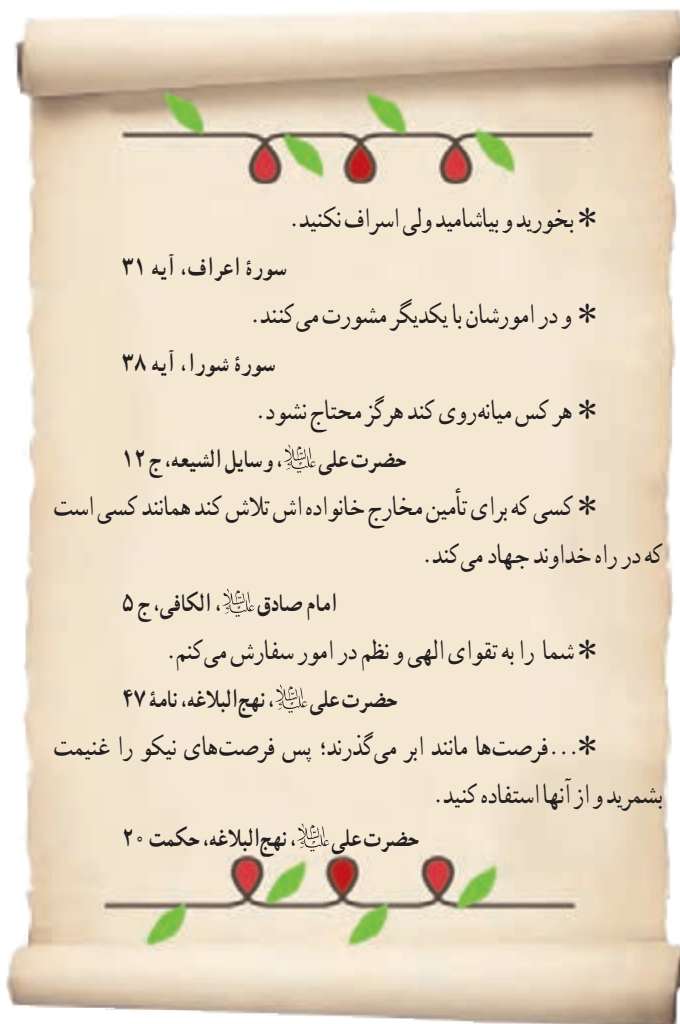 * بخورید و بیاشامید ولی اسراف نکنید.
سورهٔ اعراف، آیه ۳۱
* و در امورشان با یکدیگر مشورت می‌کنند.
سورهٔ شورا، آیه ۳۸
* هر کس میانه‌روی کند هرگز محتاج نشود.
حضرت علی علیه‌السلام، وسایل الشیعه، ج ۱۲
* کسی که برای تأمین مخارج خانواده اش تلاش کند همانند کسی است
که در راه خداوند جهاد می‌کند.
امام صادق علیه‌السلام، الکافی، ج ۵
* شما را به تقوای الهی و نظم در امور سفارش می‌کنم.
حضرت علی علیه‌السلام، نهج‌البلاغه، نامهٔ ۴۷
*...فرصت‌ها مانند ابر می‌گذرند؛ پس فرصت‌های نیکو را غنیمت
بشمرید و از آنها استفاده کنید.
حضرت علی علیه‌السلام، نهج‌البلاغه، حکمت ۲۰